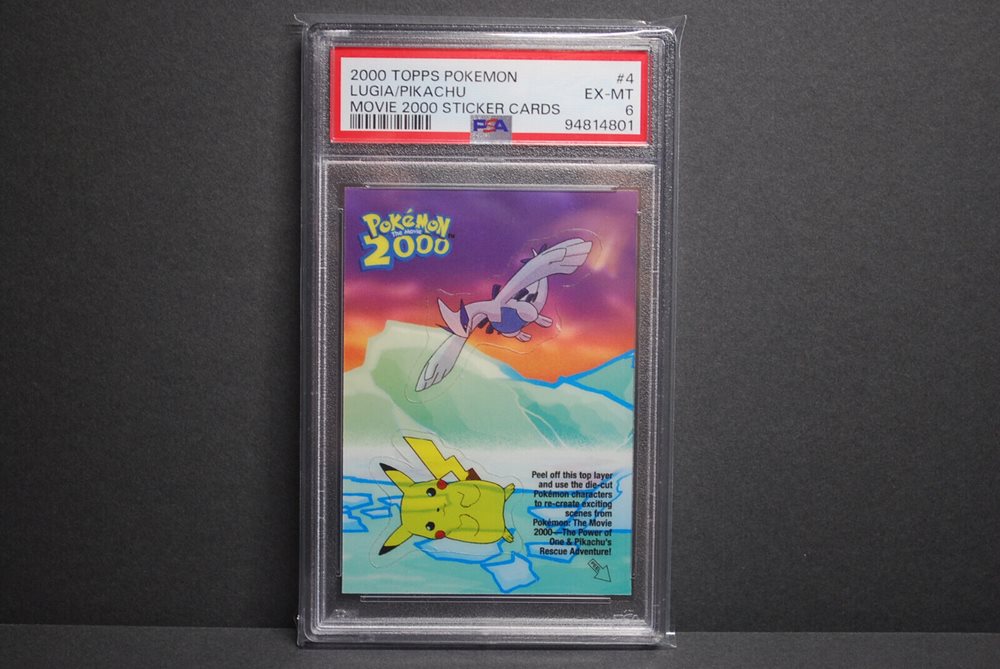 2000 TOPPS POKEMON #4
LUGIA/PIKACHU EX-MT
MOVIE 2000 STICKER CARDS 6
PSA 94814801
POKéMON
The Movie
2000™
Peel off this top layer
and use the die-cut
Pokémon characters
to re-create exciting
scenes from
Pokémon: The Movie
2000—The Power of
One & Pikachu's
Rescue Adventure!